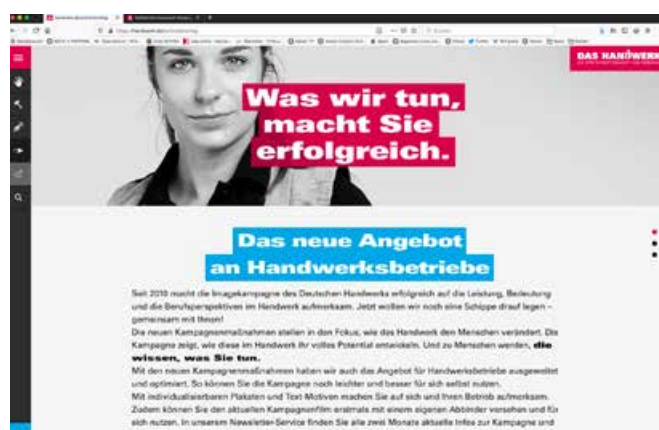 DAS HANDWERK
Was wir tun,
macht Sie
erfolgreich.
Das neue Angebot
an Handwerksbetriebe
Seit 2010 macht die Imagekampagne des Deutschen Handwerks erfolgreich auf die Leistung, Bedeutung
und die Berufsperspektiven im Handwerk aufmerksam. Jetzt wollen wir noch eine Schippe drauf legen –
gemeinsam mit Ihnen!
Die neuen Kampagnenmaßnahmen stellen in den Fokus, wie das Handwerk den Menschen verändert. Die
Kampagne zeigt, wie diese im Handwerk ihr volles Potential entwickeln. Und zu Menschen werden, die
wissen, was Sie tun.
Mit den neuen Kampagnenmaßnahmen haben wir auch das Angebot für Handwerksbetriebe ausgeweitet
und optimiert. So können Sie die Kampagne noch leichter und besser für sich selbst nutzen.
Mit individualisierbaren Plakaten und Text-Motiven machen Sie auf sich und Ihren Betrieb aufmerksam.
Zudem können Sie den aktuellen Kampagnenfilm erstmals mit einem eigenen Abbinder versehen und für
sich nutzen. In unserem Newsletter-Service finden Sie alle zwei Monate aktuelle Infos zur Kampagne und